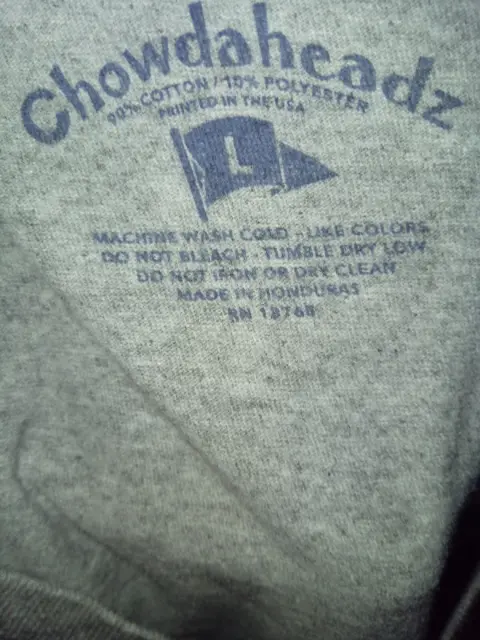 Chowdaheadz
90% COTTON / 10% POLYESTER
PRINTED IN THE USA
L
MACHINE WASH COLD - LIKE COLORS
DO NOT BLEACH - TUMBLE DRY LOW
DO NOT IRON OR DRY CLEAN
MADE IN HONDURAS
RN 13768